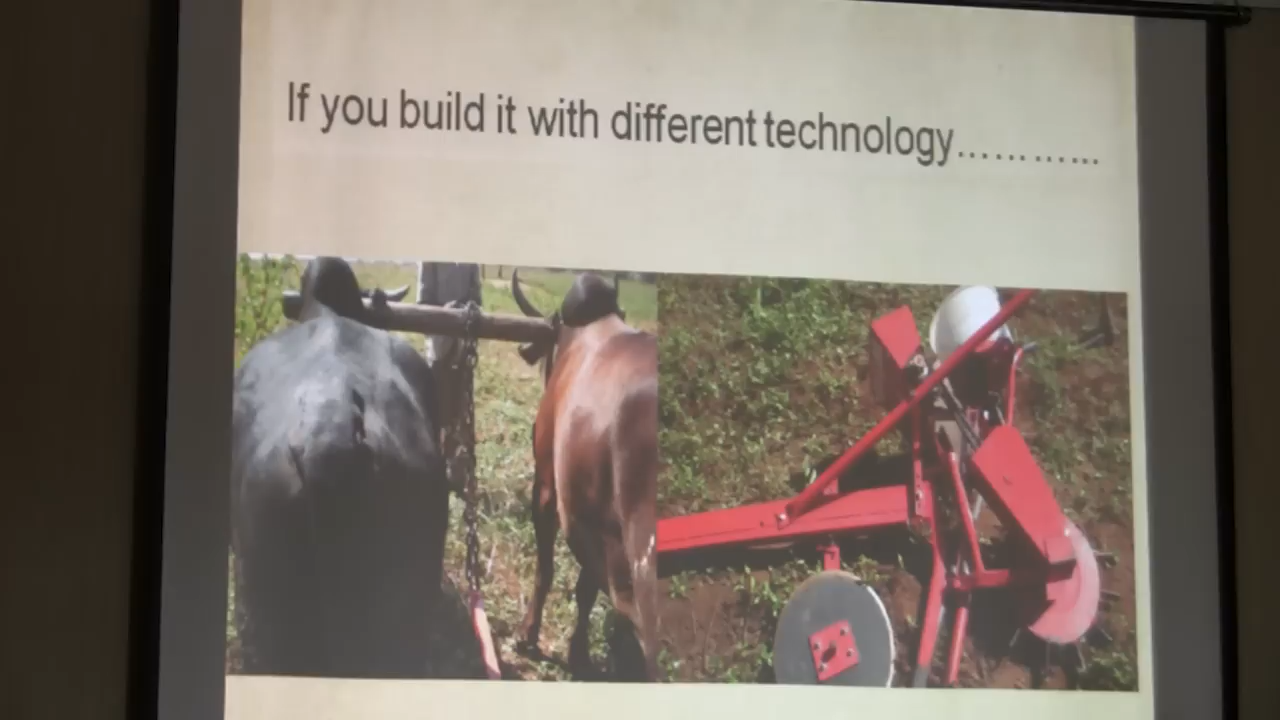 If you build it with different technology............